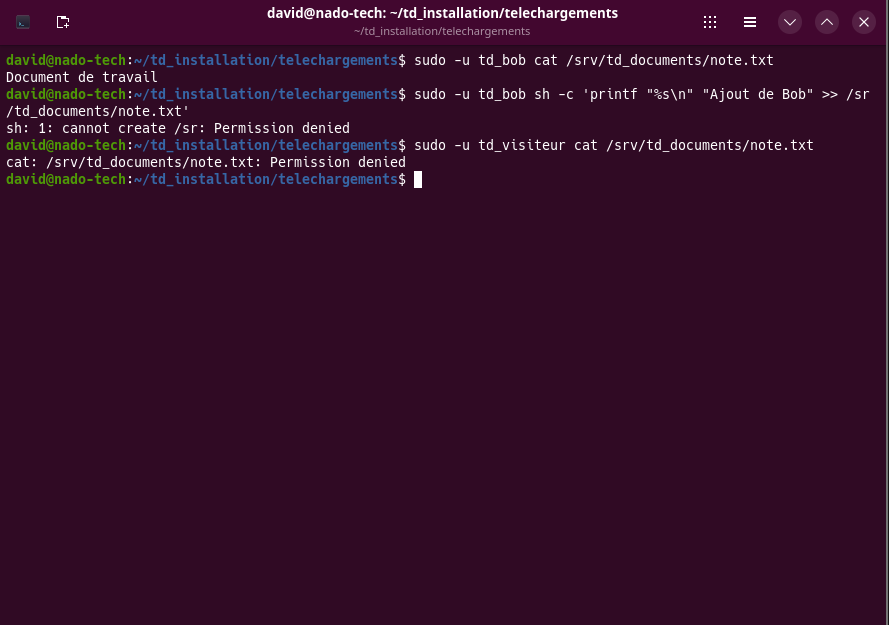 david@nado-tech: ~/td_installation/telechargements
~/td_installation/telechargements
david@nado-tech:~/td_installation/telechargements$ sudo -u td_bob cat /srv/td_documents/note.txt
Document de travail
david@nado-tech:~/td_installation/telechargements$ sudo -u td_bob sh -c 'printf "%s\n" "Ajout de Bob" >> /sr
/td_documents/note.txt'
sh: 1: cannot create /sr: Permission denied
david@nado-tech:~/td_installation/telechargements$ sudo -u td_visiteur cat /srv/td_documents/note.txt
cat: /srv/td_documents/note.txt: Permission denied
david@nado-tech:~/td_installation/telechargements$